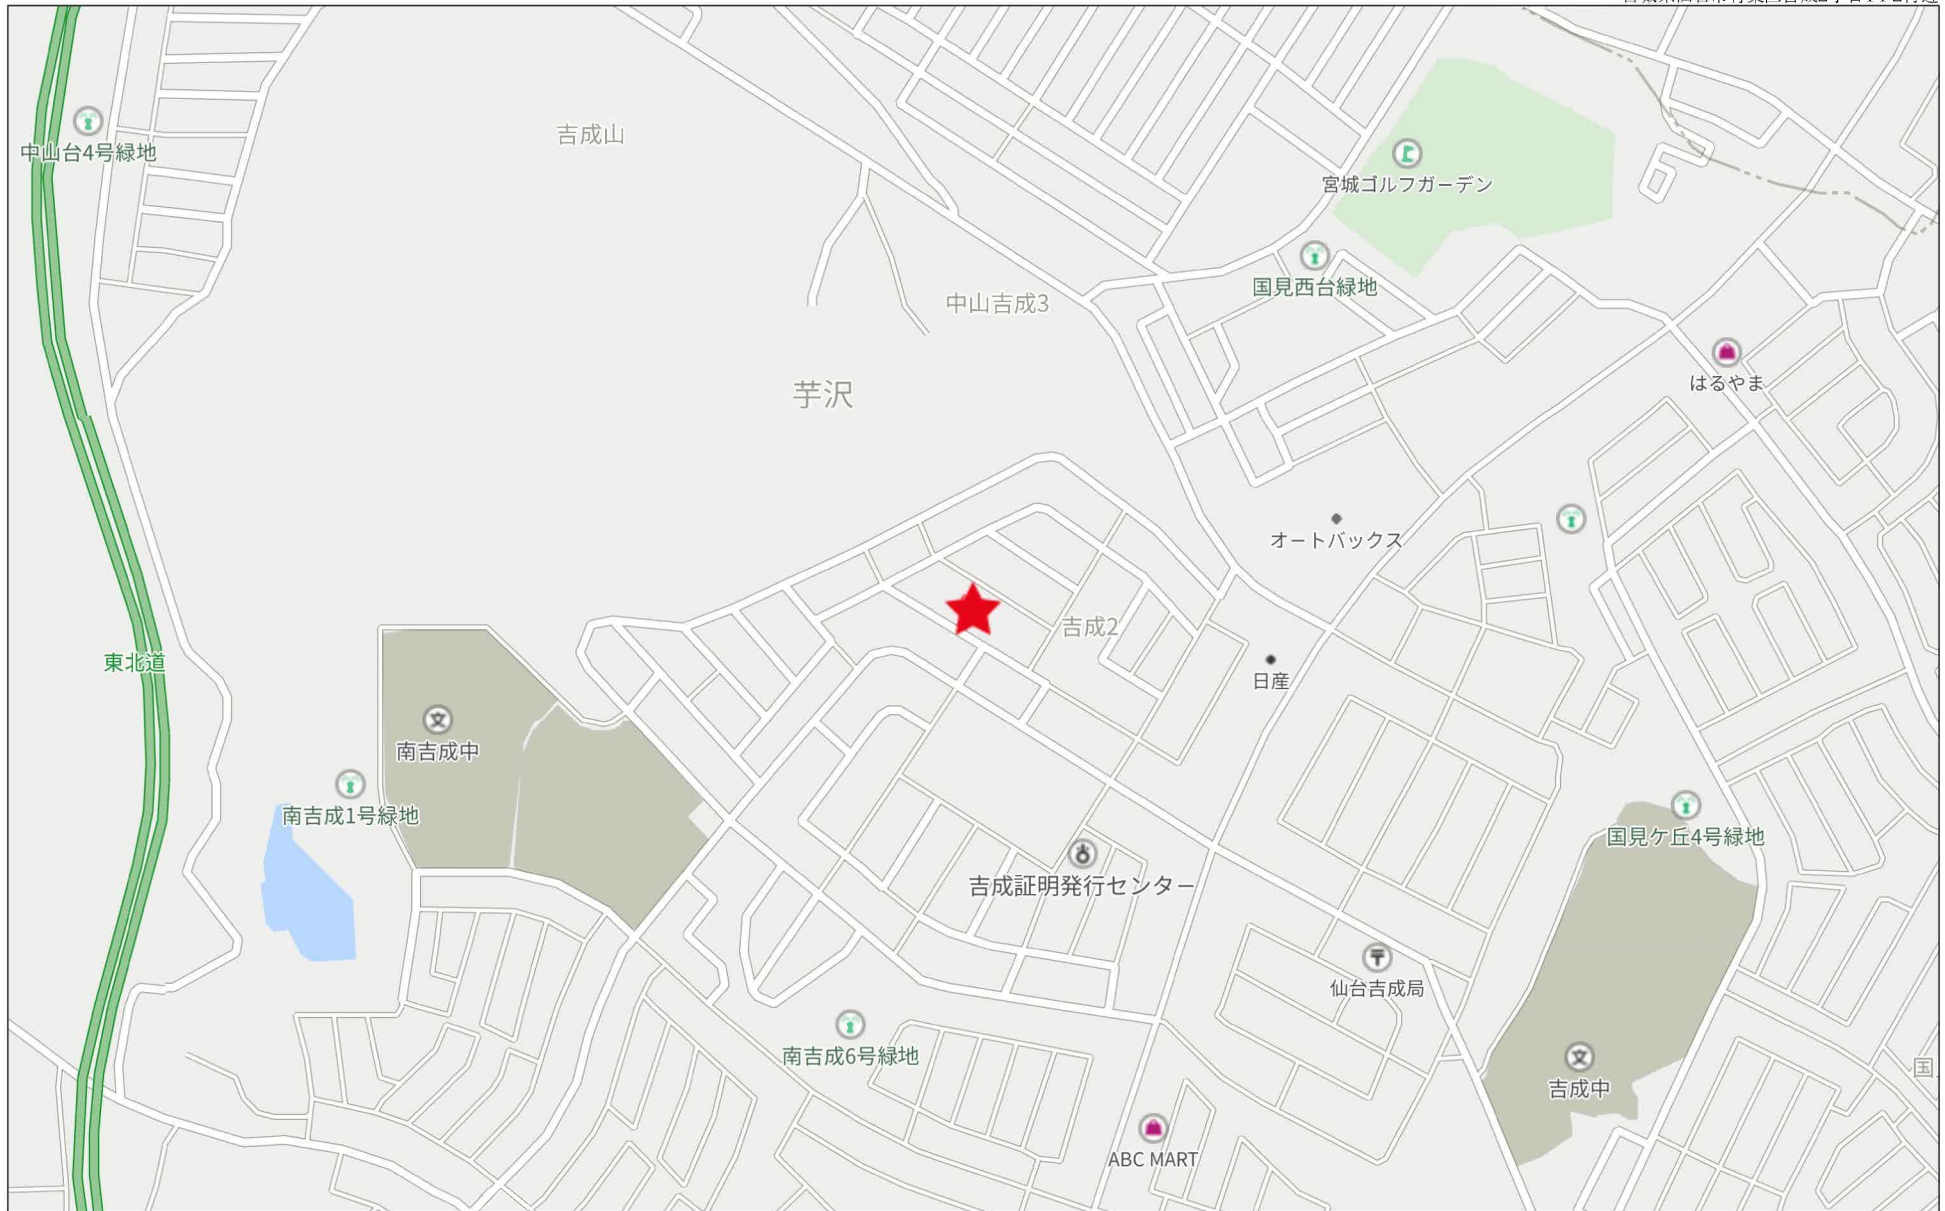 中山台4号緑地
吉成山
宮城ゴルフガーデン
国見西台緑地
中山吉成3
はるやま
芋沢
オートバックス
吉成2
東北道
日産
南吉成中
南吉成1号緑地
国見ケ丘4号緑地
吉成証明発行センター
仙台吉成局
南吉成6号緑地
国
吉成中
ABC MART